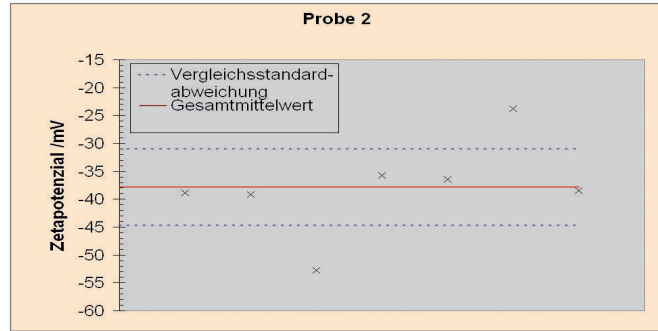 Probe 2
Zetapotenzial /mV
-15
-20
-25
-30
-35
-40
-45
-50
-55
-60
Vergleichsstandard-
abweichung
Gesamtmittelwert